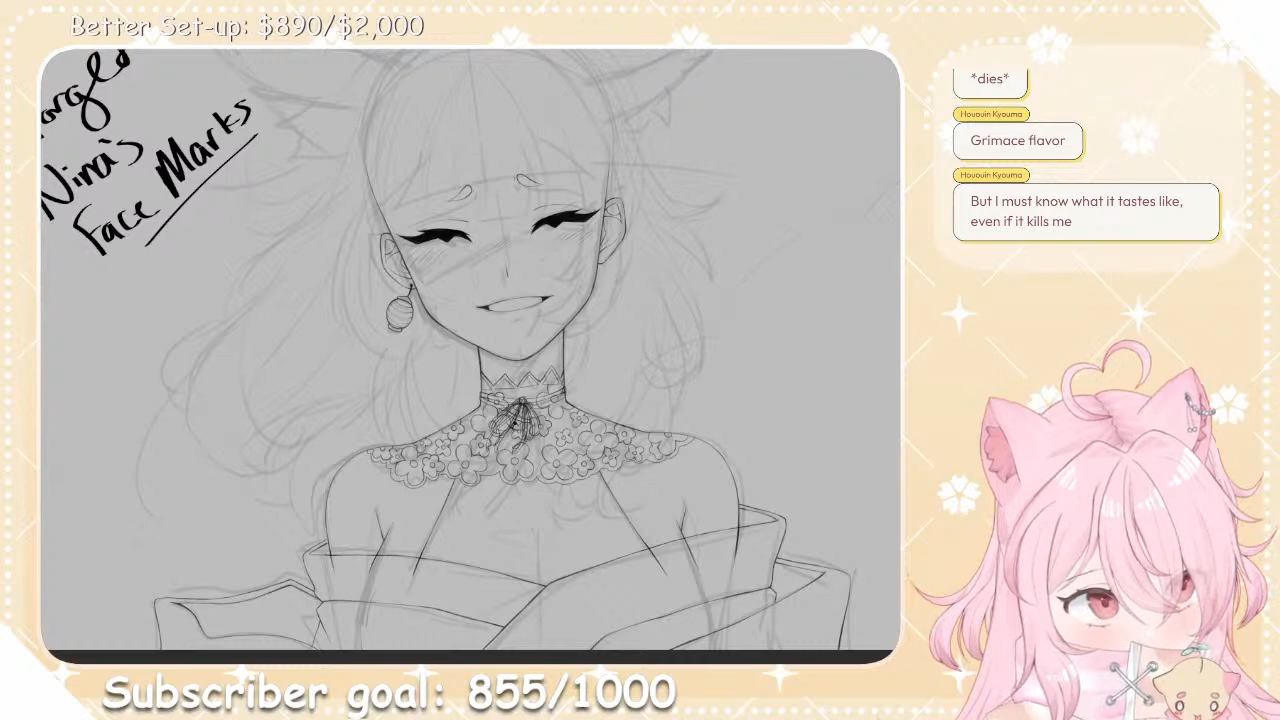 Better Set-up: $890/$2,000
Nina's
Face Marks
*dies*
Hououin Kyouma
Grimace flavor
Hououin Kyouma
But I must know what it tastes like,
even if it kills me
Subscriber goal: 855/1000